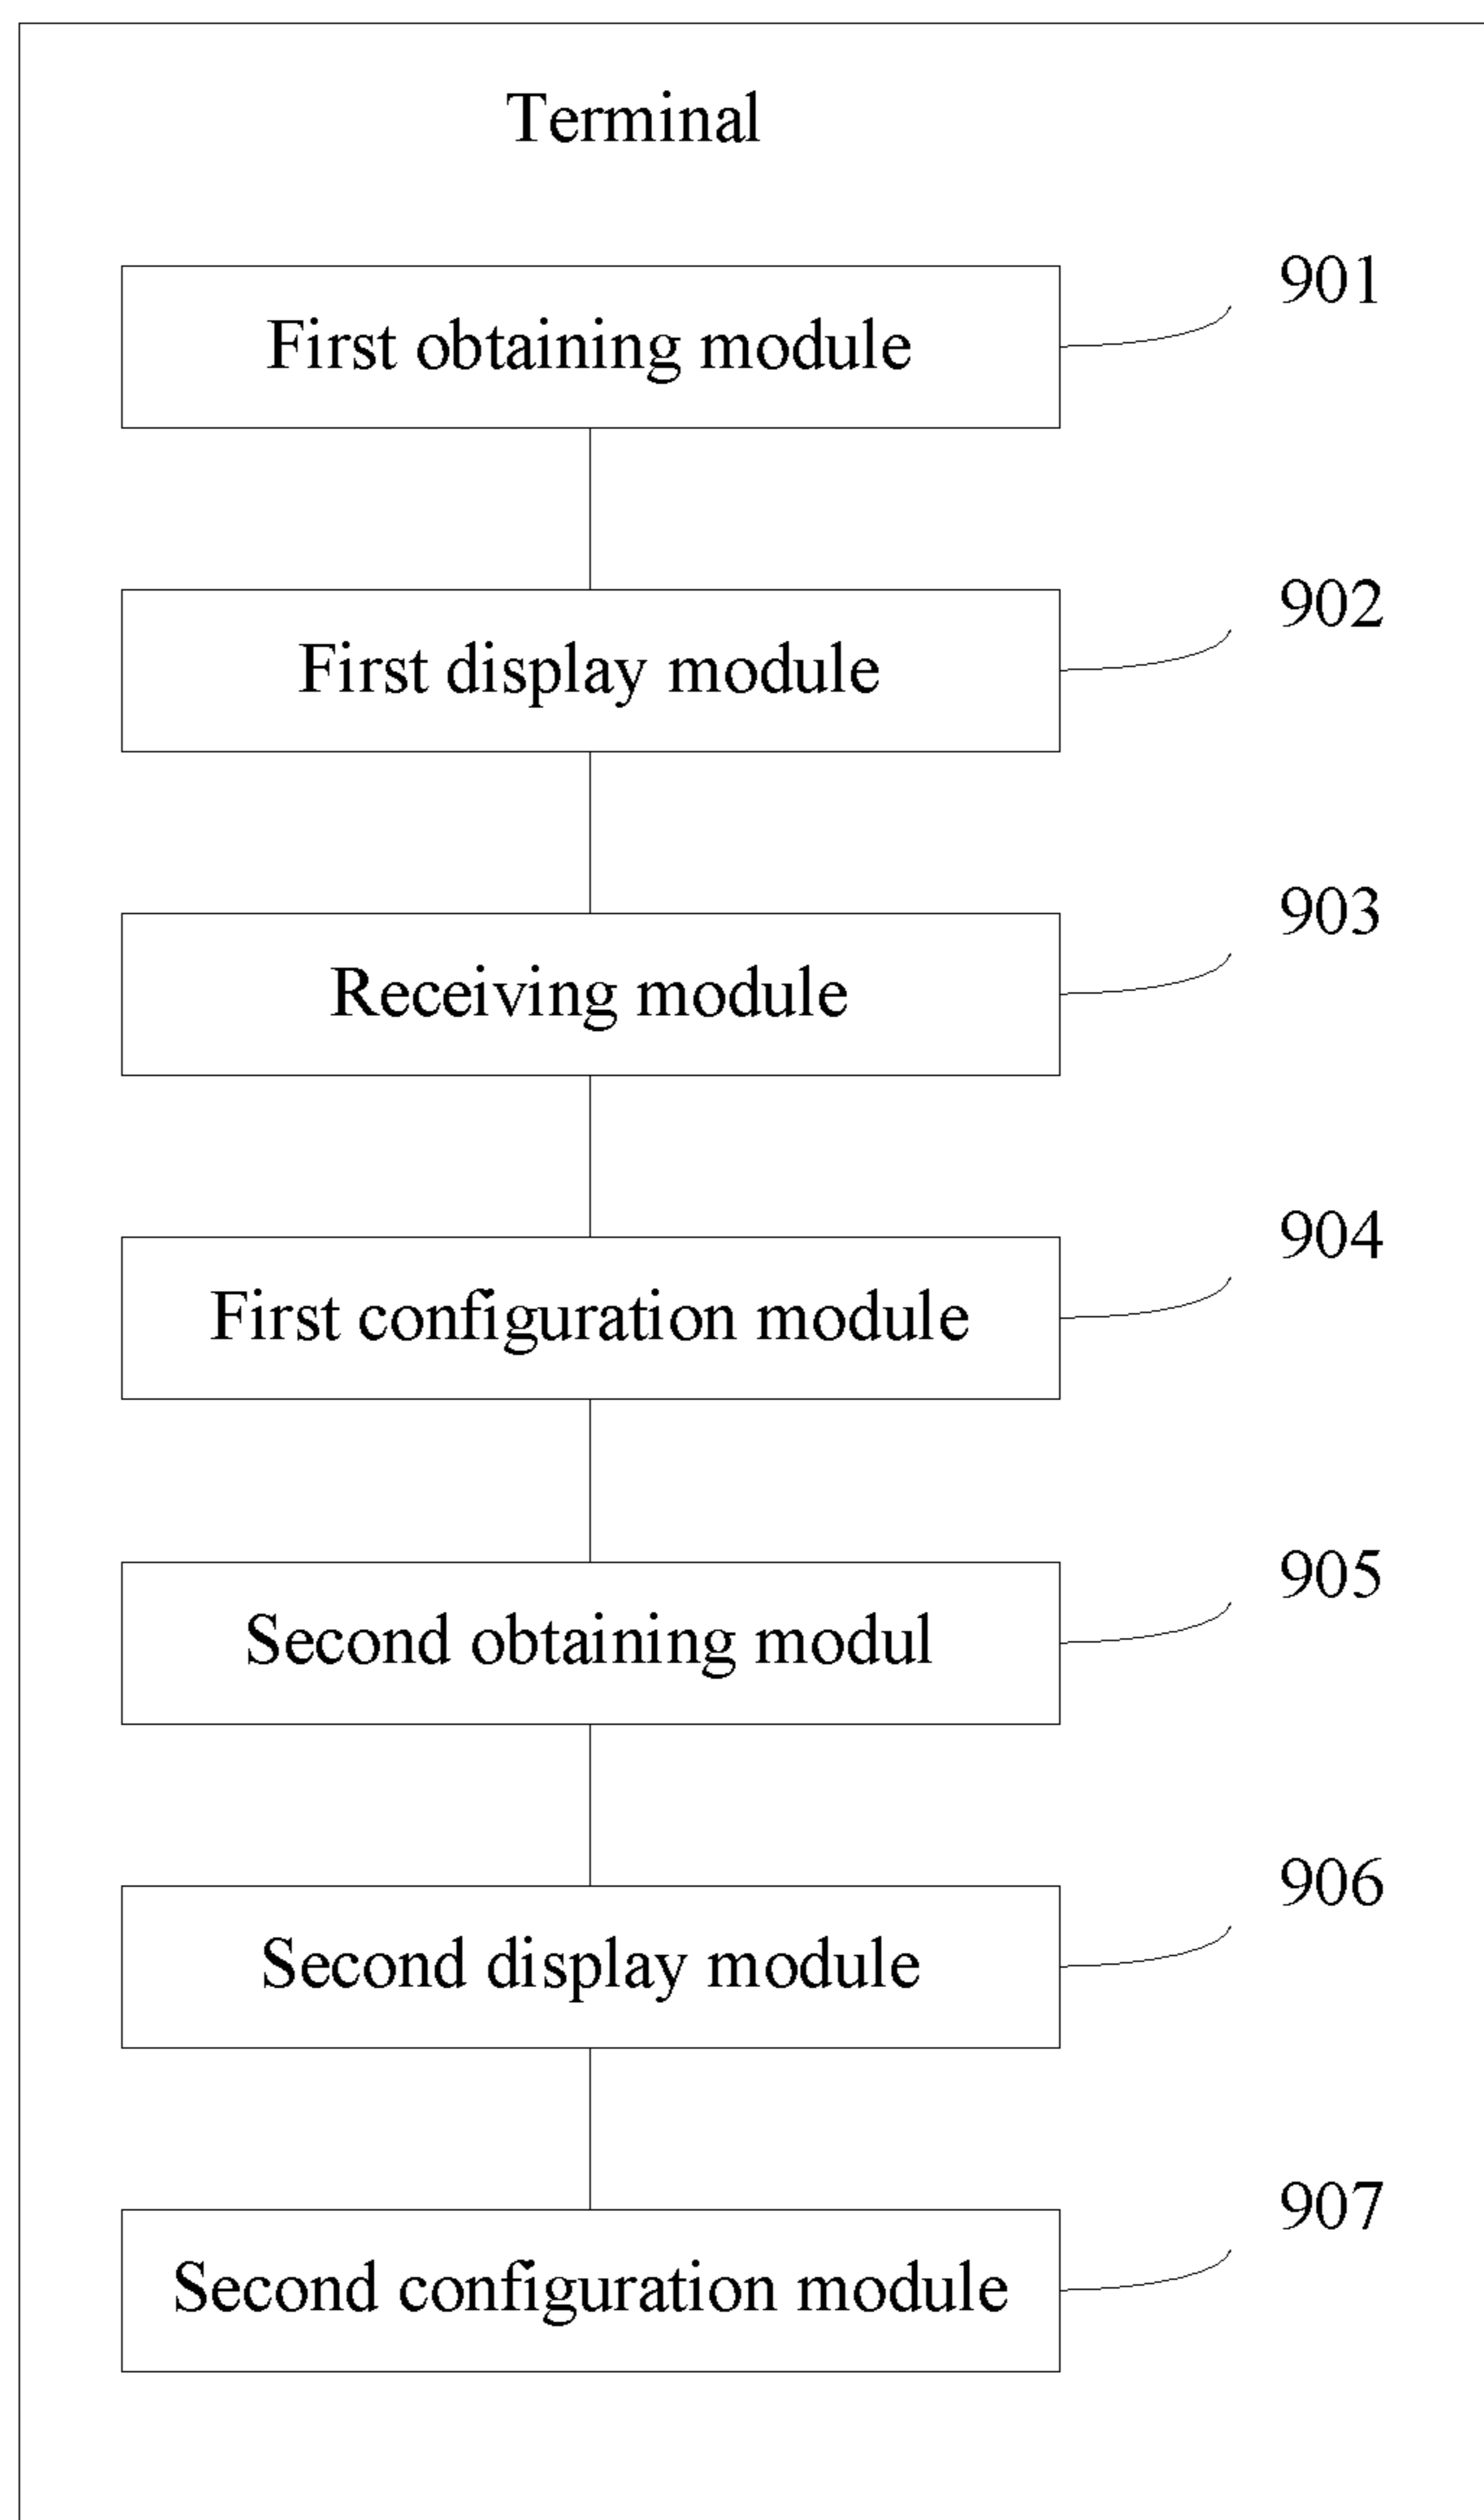 Terminal
First obtaining module
901
First display module
902
Receiving module
903
First configuration module
904
Second obtaining modul
905
Second display module
906
Second configuration module
907